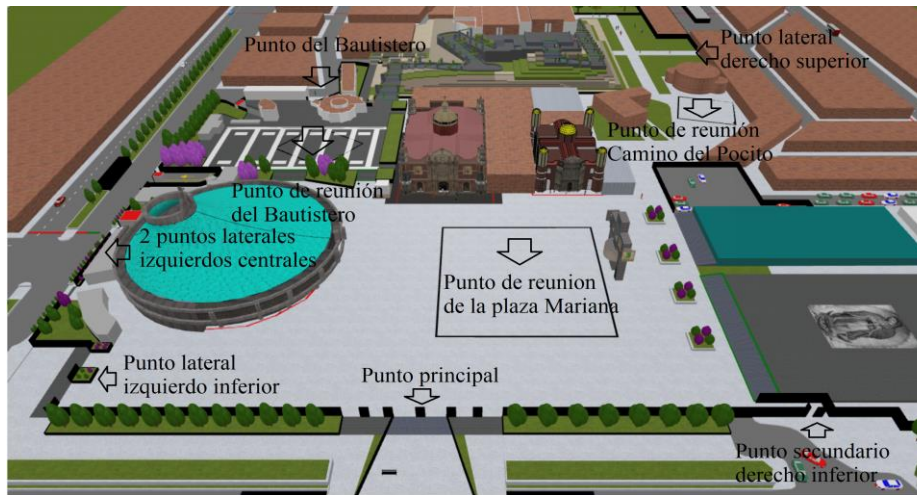 Punto del Bautistero
Punto lateral
derecho superior
Punto de reunión
Camino del Pocito
Punto de reunión
del Bautistero
2 puntos laterales
izquierdos centrales
Punto de reunion
de la plaza Mariana
Punto lateral
izquierdo inferior
Punto principal
Punto secundario
derecho inferior